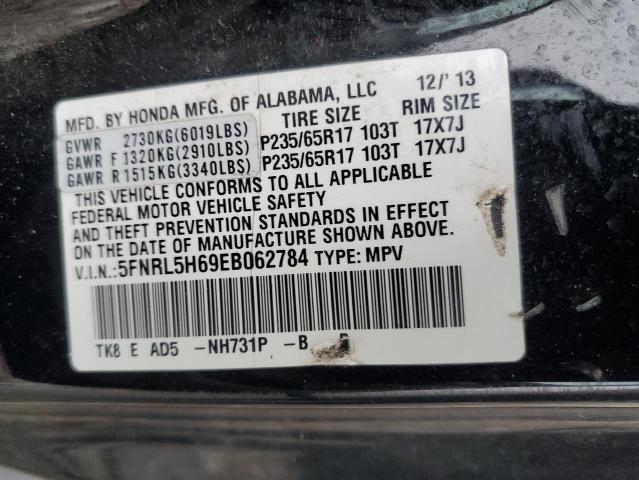 MFD. BY HONDA MFG. OF ALABAMA, LLC 12/'13
TIRE SIZE RIM SIZE
GVWR 2730KG(6019LBS)
GAWR F 1320KG(2910LBS) P235/65R17 103T 17X7J
GAWR R 1515KG(3340LBS) P235/65R17 103T 17X7J
THIS VEHICLE CONFORMS TO ALL APPLICABLE
FEDERAL MOTOR VEHICLE SAFETY
AND THEFT PREVENTION STANDARDS IN EFFECT
ON THE DATE OF MANUFACTURE SHOWN ABOVE.
V.I.N.:5FNRL5H69EB062784 TYPE: MPV
TK8 E AD5 -NH731P -B